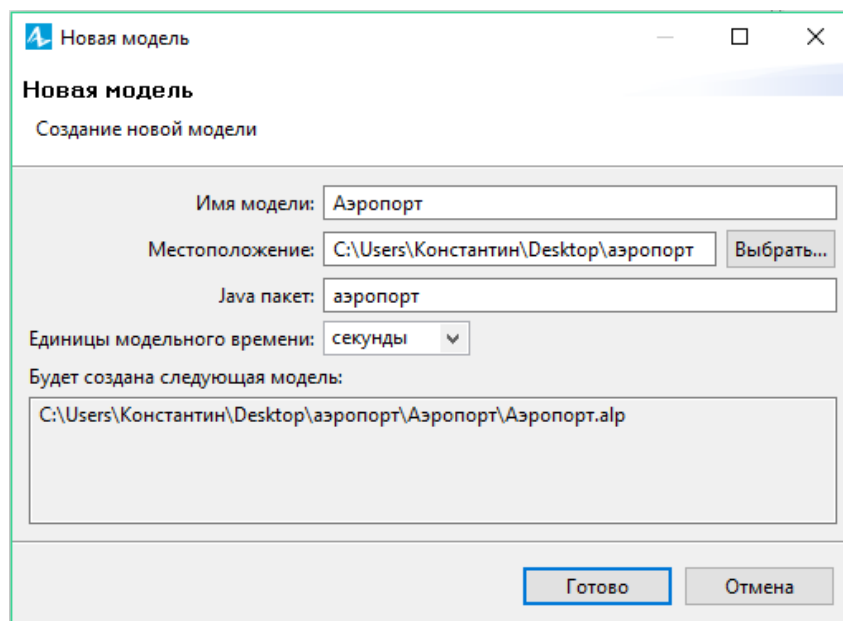 Новая модель
Новая модель
Создание новой модели
Имя модели: Аэропорт
Местоположение: C:\Users\Константин\Desktop\аэропорт Выбрать...
Java пакет: аэропорт
Единицы модельного времени: секунды
Будет создана следующая модель:
C:\Users\Константин\Desktop\аэропорт\Аэропорт\Аэропорт.alp
Готово Отмена